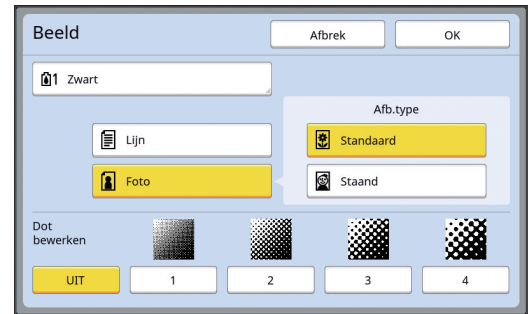 Beeld
Afbrek
OK
1 Zwart
Afb.type
Lijn
Standaard
Foto
Staand
Dot
bewerken
UIT
1
2
3
4